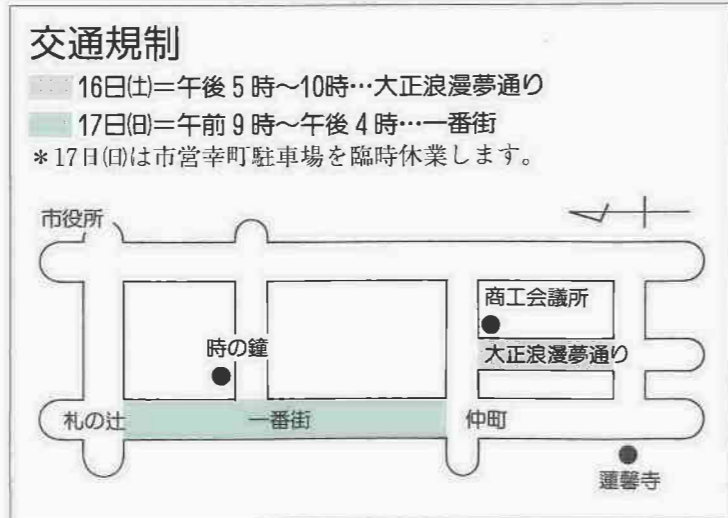 交通規制
16日(土)＝午後5時～10時…大正浪漫夢通り
17日(日)＝午前9時～午後4時…一番街
＊17日(日)は市営幸町駐車場を臨時休業します。
市役所
商工会議所
時の鐘
大正浪漫夢通り
札の辻
一番街
仲町
蓮馨寺